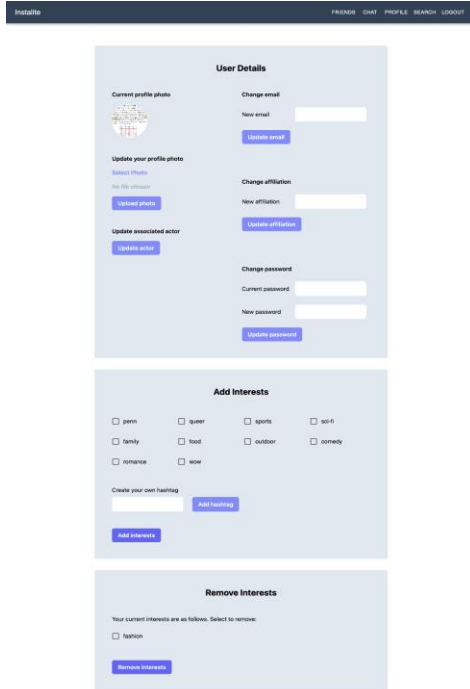 Instalite
FRIENDS CHAT PROFILE SEARCH LOGOUT
User Details
Current profile photo
Update your profile photo
Select Photo
No file chosen
Upload photo
Update associated actor
Update actor
Change email
New email
Update email
Change affiliation
New affiliation
Update affiliation
Change password
Current password
New password
Update password
Add Interests
penn queer sports sci-fi
family food outdoor comedy
romance wow
Create your own hashtag
Add hashtag
Add interests
Remove Interests
Your current interests are as follows. Select to remove:
fashion
Remove interests